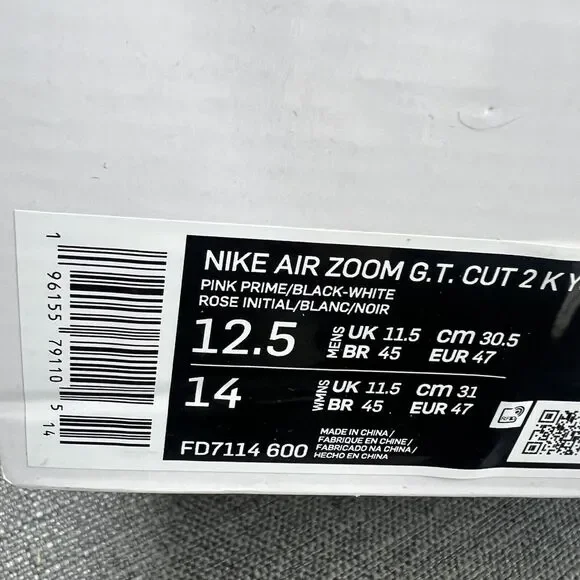 NIKE AIR ZOOM G.T. CUT 2 K Y
PINK PRIME/BLACK-WHITE
ROSE INITIAL/BLANC/NOIR
12.5 MENS UK 11.5 cm 30.5
BR 45 EUR 47
14 WMNS UK 11.5 cm 31
BR 45 EUR 47
FD7114 600
MADE IN CHINA/
FABRIQUE EN CHINE/
FABRICADO NA CHINA/
HECHO EN CHINA
1 96155 79110 5 14